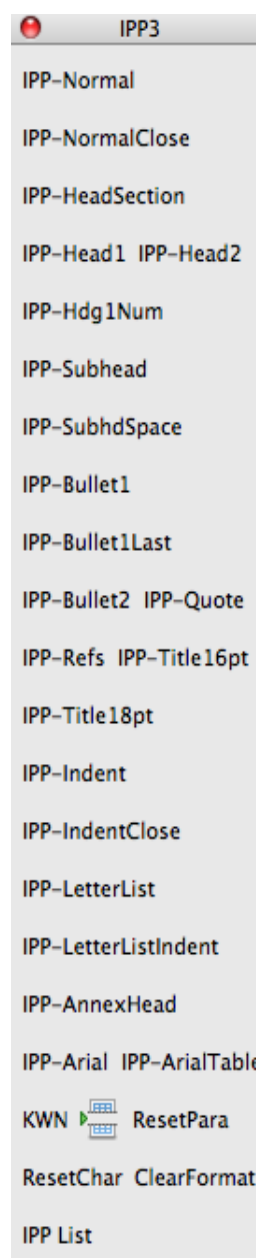 IPP3
IPP-Normal
IPP-NormalClose
IPP-HeadSection
IPP-Head1 IPP-Head2
IPP-Hdg1Num
IPP-Subhead
IPP-SubhdSpace
IPP-Bullet1
IPP-Bullet1Last
IPP-Bullet2 IPP-Quote
IPP-Refs IPP-Title16pt
IPP-Title18pt
IPP-Indent
IPP-IndentClose
IPP-LetterList
IPP-LetterListIndent
IPP-AnnexHead
IPP-Arial IPP-ArialTable
KWN ResetPara
ResetChar ClearFormat
IPP List